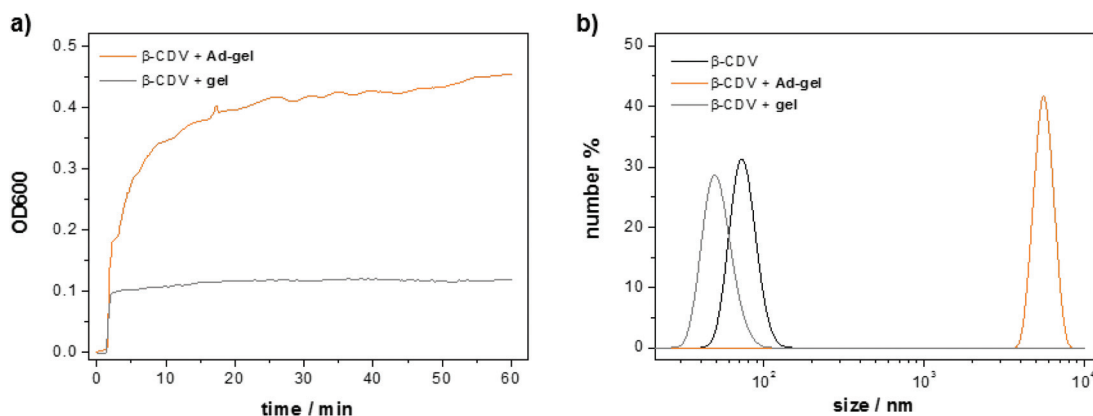 a)
β-CDV + Ad-gel
β-CDV + gel
0.5
0.4
0.3
0.2
0.1
0.0
OD600
0 10 20 30 40 50 60
time / min
b)
β-CDV
β-CDV + Ad-gel
β-CDV + gel
50
40
30
20
10
0
number %
10² 10³ 10⁴
size / nm